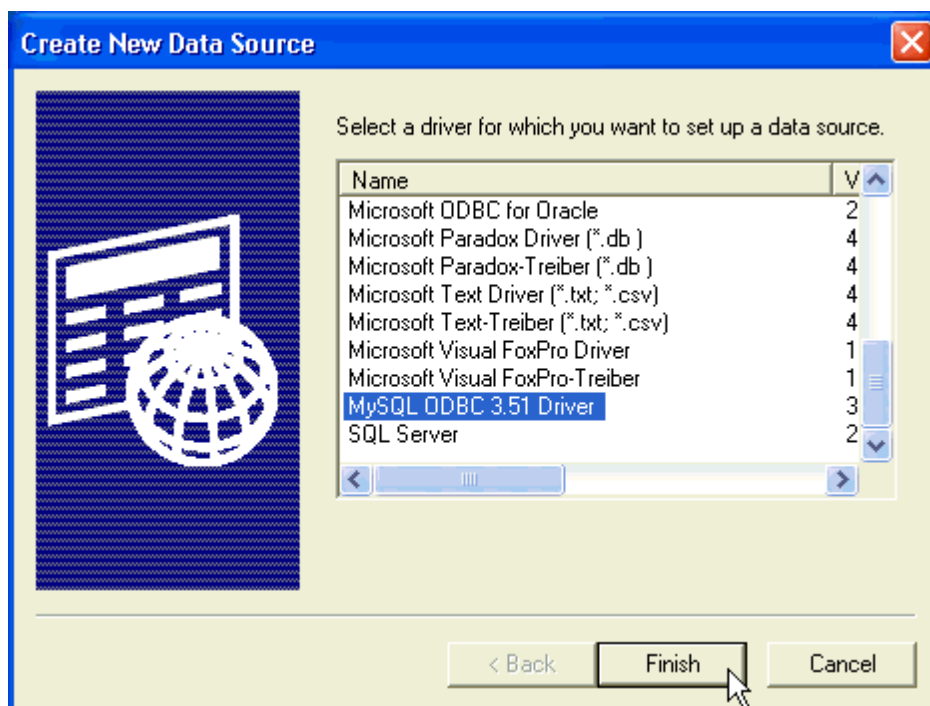 Create New Data Source
Select a driver for which you want to set up a data source.
Name V
Microsoft ODBC for Oracle 2
Microsoft Paradox Driver (*.db ) 4
Microsoft Paradox-Treiber (*.db ) 4
Microsoft Text Driver (*.txt; *.csv) 4
Microsoft Text-Treiber (*.txt; *.csv) 4
Microsoft Visual FoxPro Driver 1
Microsoft Visual FoxPro-Treiber 1
MySQL ODBC 3.51 Driver 3
SQL Server 2
< Back Finish Cancel